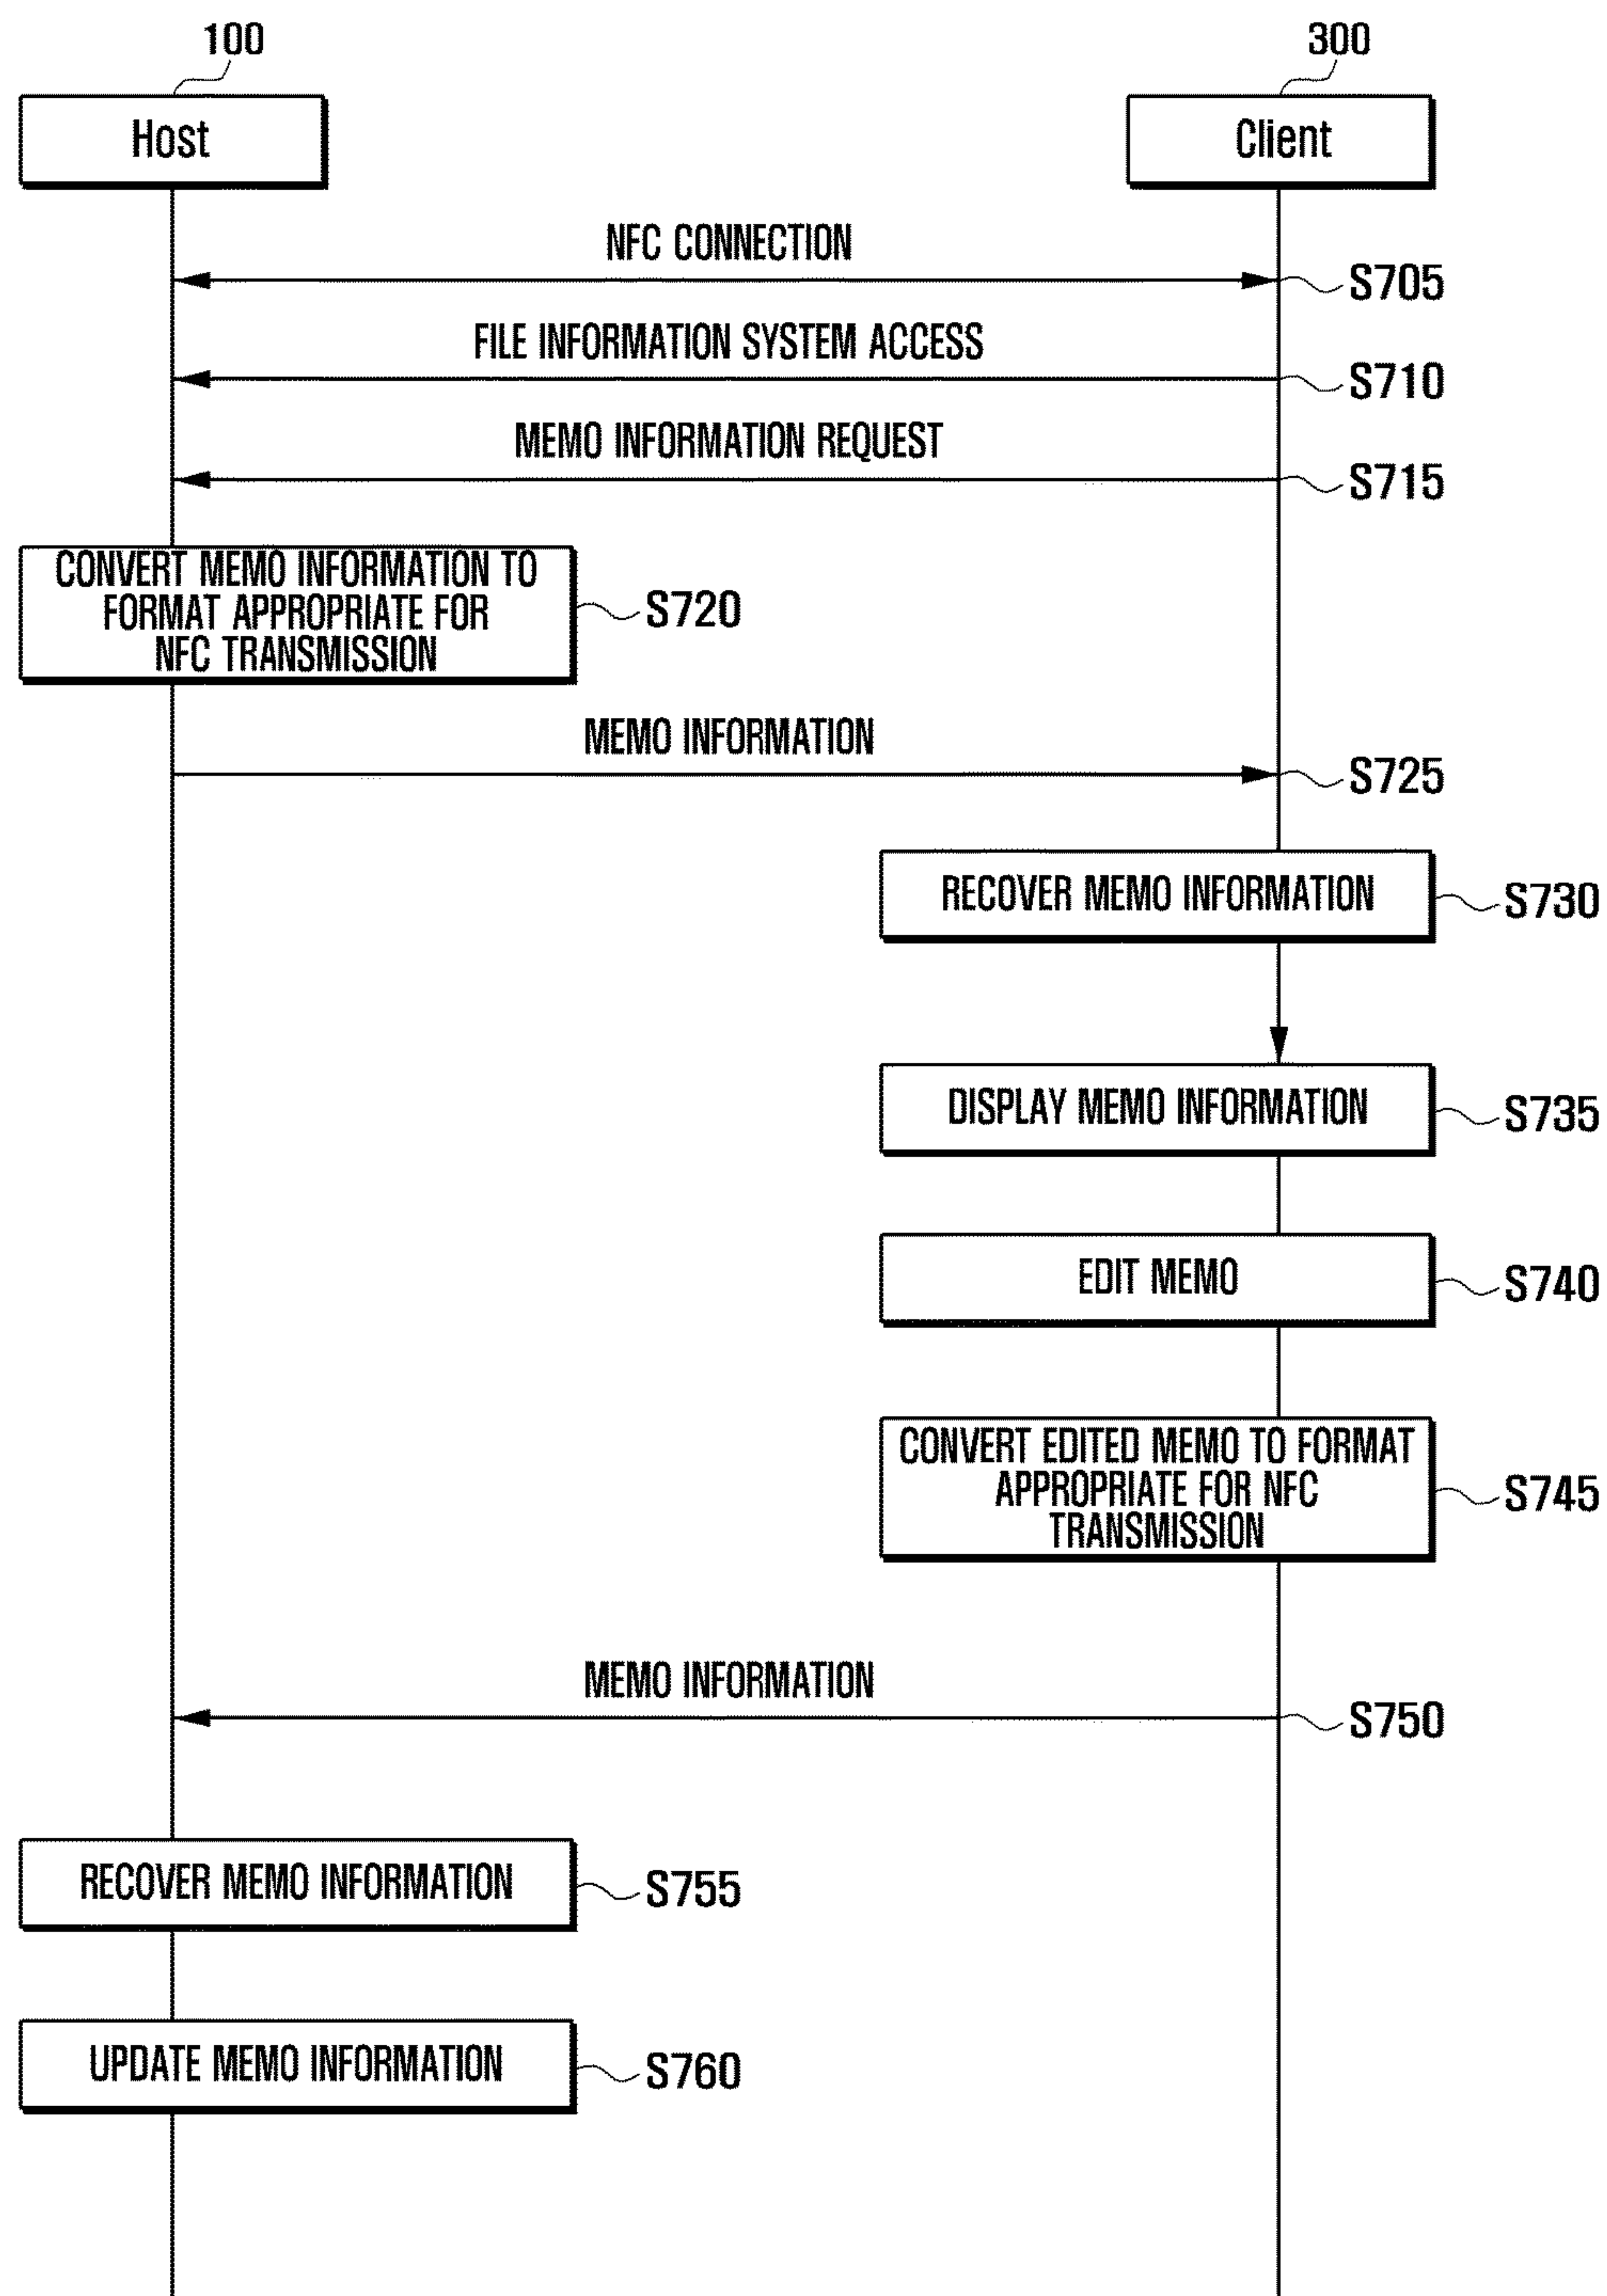 100
300
Host
Client
NFC CONNECTION
S705
FILE INFORMATION SYSTEM ACCESS
S710
MEMO INFORMATION REQUEST
S715
CONVERT MEMO INFORMATION TO
FORMAT APPROPRIATE FOR
NFC TRANSMISSION
S720
MEMO INFORMATION
S725
RECOVER MEMO INFORMATION
S730
DISPLAY MEMO INFORMATION
S735
EDIT MEMO
S740
CONVERT EDITED MEMO TO FORMAT
APPROPRIATE FOR NFC
TRANSMISSION
S745
MEMO INFORMATION
S750
RECOVER MEMO INFORMATION
S755
UPDATE MEMO INFORMATION
S760